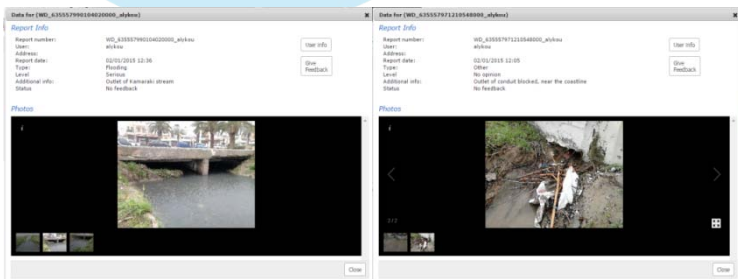 Data for (WD_635557990104020000_alykou) x
Report Info
Report number: WD_635557990104020000_alykou
User: alykou
Address:
Report date: 02/01/2015 12:36
Type: Flooding
Level Serious
Additional info: Outlet of Kamaraki stream
Status No feedback
User Info
Give Feedback
Photos
i
Close
Data for (WD_635557971210548000_alykou) x
Report Info
Report number: WD_635557971210548000_alykou
User: alykou
Address:
Report date: 02/01/2015 12:05
Type: Other
Level No opinion
Additional info: Outlet of conduit blocked, near the coastline
Status No feedback
User Info
Give Feedback
Photos
i
Close